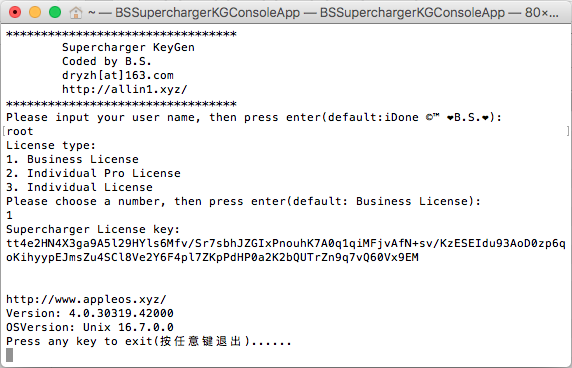 ~ — BSSuperchargerKGConsoleApp — BSSuperchargerKGConsoleApp — 80×...
*********************************
Supercharger KeyGen
Coded by B.S.
dryzh[at]163.com
http://allin1.xyz/
*********************************
Please input your user name, then press enter(default:iDone ©™ ❤B.S.❤):
[root ]
License type:
1. Business License
2. Individual Pro License
3. Individual License
Please choose a number, then press enter(default: Business License):
1
Supercharger License key:
tt4e2HN4X3ga9A5l29HYls6Mfv/Sr7sbhJZGIxPnouhK7A0q1qiMFjvAfN+sv/KzESEIdu93AoD0zp6q
oKihyypEJmsZu4SCl8Ve2Y6F4pl7ZKpPdHP0a2K2bQUTrZn9q7vQ60Vx9EM
http://www.appleos.xyz/
Version: 4.0.30319.42000
OSVersion: Unix 16.7.0.0
Press any key to exit(按任意键退出)......